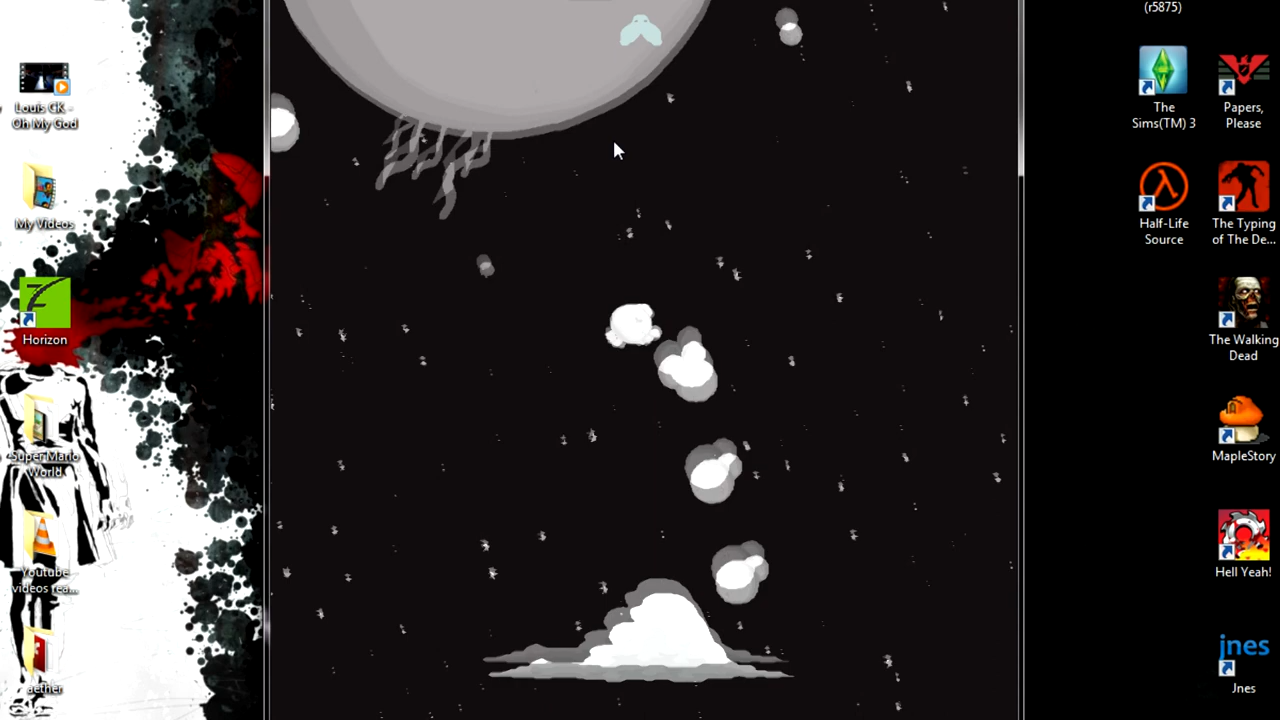 Louis CK -
Oh My God
My Videos
Horizon
Super Mario
World
Youtube
videos rea...
aether
(r5875)
The
Sims(TM) 3
Papers,
Please
Half-Life
Source
The Typing
of The De...
The Walking
Dead
MapleStory
Hell Yeah!
jnes
Jnes